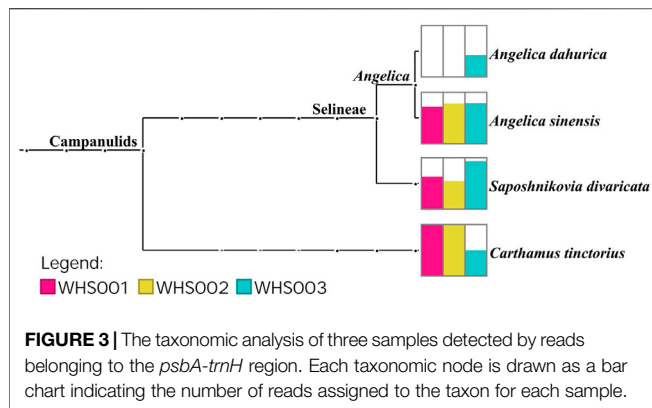 Angelica dahurica
Angelica
Selineae
Angelica sinensis
Campanulids
Saposhnikovia divaricata
Carthamus tinctorius
Legend:
WHS001 WHS002 WHS003
FIGURE 3 | The taxonomic analysis of three samples detected by reads
belonging to the psbA-trnH region. Each taxonomic node is drawn as a bar
chart indicating the number of reads assigned to the taxon for each sample.